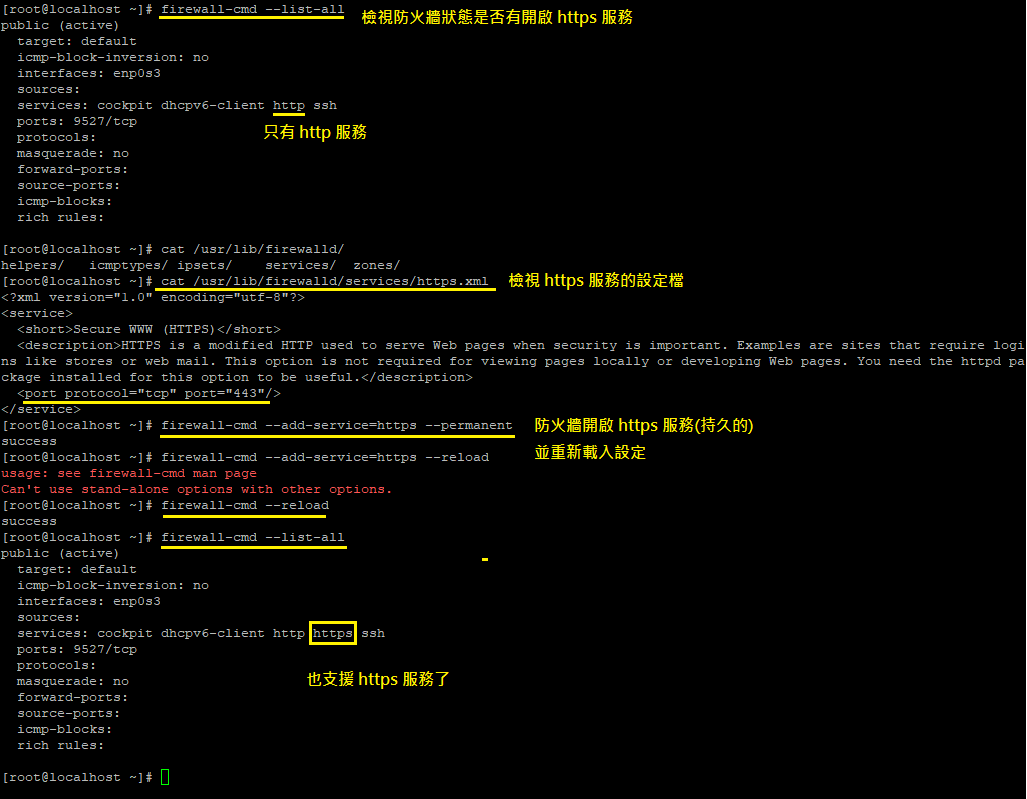 [root@localhost ~]# firewall-cmd --list-all 檢視防火牆狀態是否有開啟 https 服務
public (active)
target: default
icmp-block-inversion: no
interfaces: enp0s3
sources:
services: cockpit dhcpv6-client http ssh
ports: 9527/tcp
只有 http 服務
protocols:
masquerade: no
forward-ports:
source-ports:
icmp-blocks:
rich rules:
[root@localhost ~]# cat /usr/lib/firewalld/
helpers/ icmptypes/ ipsets/ services/ zones/
[root@localhost ~]# cat /usr/lib/firewalld/services/https.xml 檢視 https 服務的設定檔
<?xml version="1.0" encoding="utf-8"?>
<service>
<short>Secure WWW (HTTPS)</short>
<description>HTTPS is a modified HTTP used to serve Web pages when security is important. Examples are sites that require logi
ns like stores or web mail. This option is not required for viewing pages locally or developing Web pages. You need the httpd pa
ckage installed for this option to be useful.</description>
<port protocol="tcp" port="443"/>
</service>
[root@localhost ~]# firewall-cmd --add-service=https --permanent 防火牆開啟 https 服務(持久的)
success
並重新載入設定
[root@localhost ~]# firewall-cmd --add-service=https --reload
usage: see firewall-cmd man page
Can't use stand-alone options with other options.
[root@localhost ~]# firewall-cmd --reload
success
[root@localhost ~]# firewall-cmd --list-all
public (active)
target: default
icmp-block-inversion: no
interfaces: enp0s3
sources:
services: cockpit dhcpv6-client http https ssh
ports: 9527/tcp
protocols:
masquerade: no
也支援 https 服務了
forward-ports:
source-ports:
icmp-blocks:
rich rules:
[root@localhost ~]#